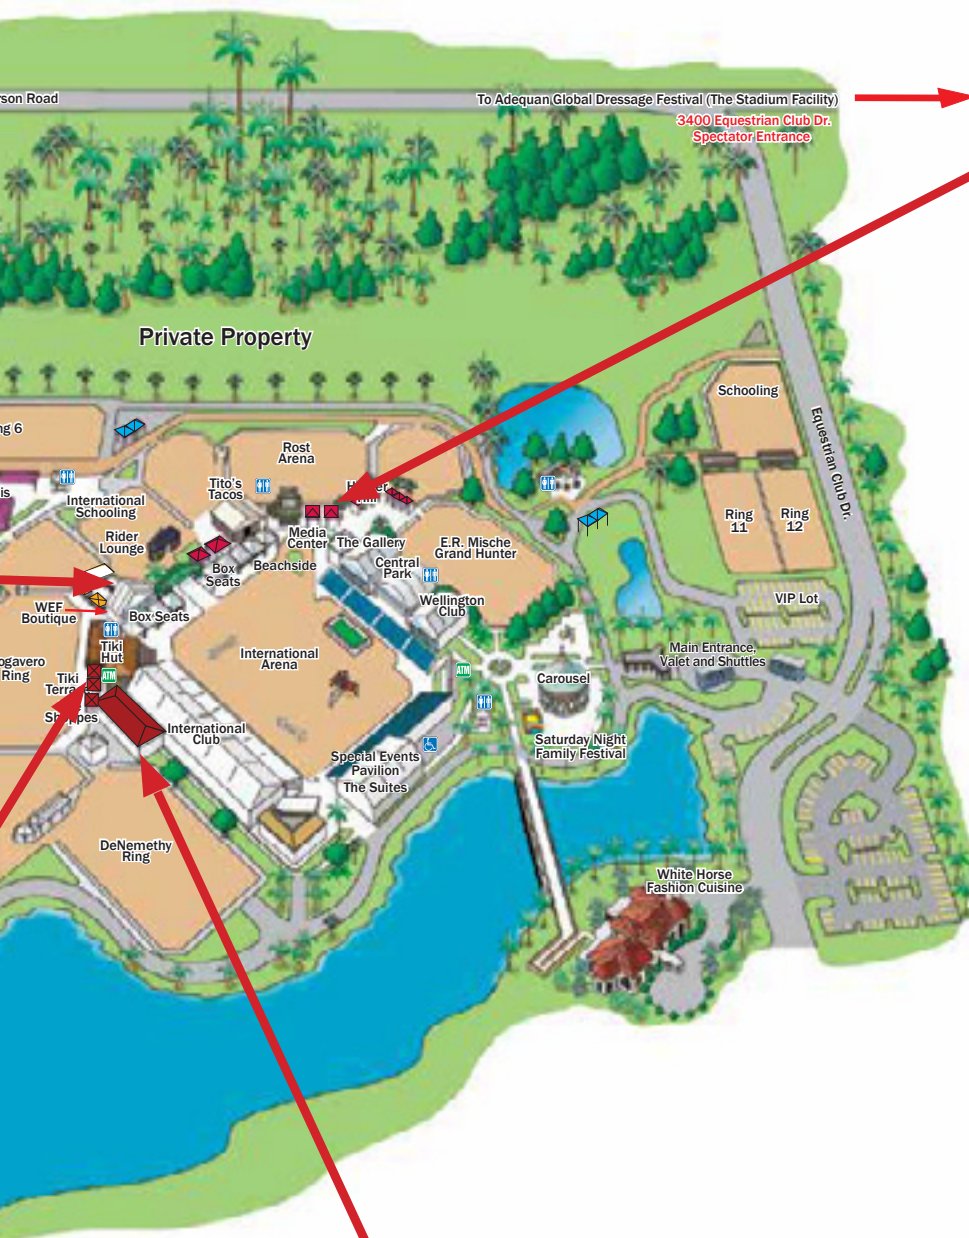 rson Road
To Adequan Global Dressage Festival (The Stadium Facility)
3400 Equestrian Club Dr.
Spectator Entrance
Private Property
Schooling
Equestrian Club Dr.
ng 6
Rost
Arena
Tito's
Tacos
is
International
Schooling
Rider
Lounge
Media
Center
The Gallery
E.R. Mische
Grand Hunter
Ring
11
Ring
12
Beachside
Box
Seats
Central
Park
Wellington
Club
VIP Lot
WEF
Boutique
Box Seats
Tiki
Hut
International
Arena
Main Entrance,
Valet and Shuttles
ogavero
Ring
Tiki
ATM
ATM
Carousel
International
Club
Special Events
Pavilion
The Suites
Saturday Night
Family Festival
DeNemethy
Ring
White Horse
Fashion Cuisine